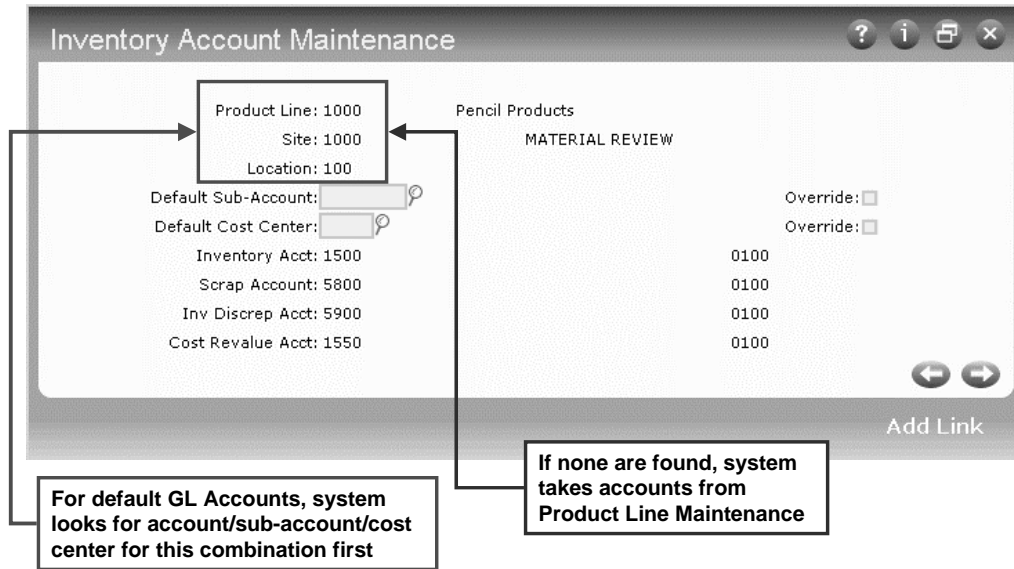 Inventory Account Maintenance
? i
Product Line: 1000 Pencil Products
Site: 1000 MATERIAL REVIEW
Location: 100
Default Sub-Account: Override:
Default Cost Center: Override:
Inventory Acct: 1500 0100
Scrap Account: 5800 0100
Inv Discrep Acct: 5900 0100
Cost Revalue Acct: 1550 0100
Add Link
If none are found, system
takes accounts from
Product Line Maintenance
For default GL Accounts, system
looks for account/sub-account/cost
center for this combination first